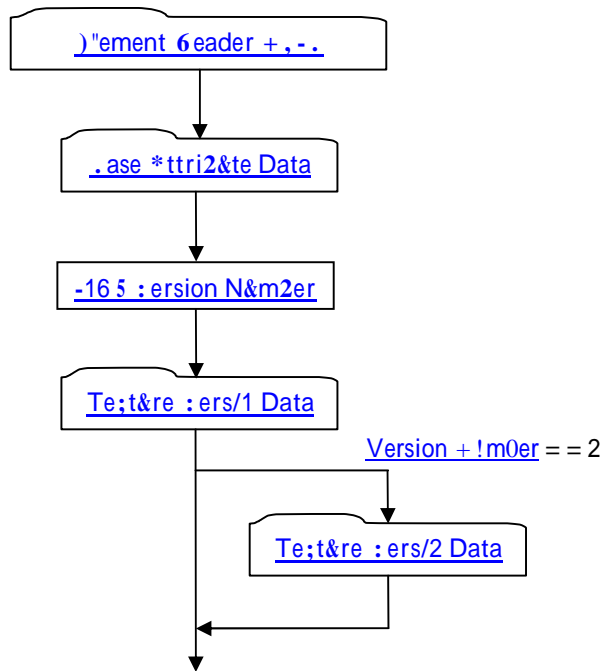 )"ement 6eader +,-.
.ase *ttri2&te Data
-165 :ersion N&m2er
Te;t&re :ers/1 Data
Version +!m0er == 2
Te;t&re :ers/2 Data